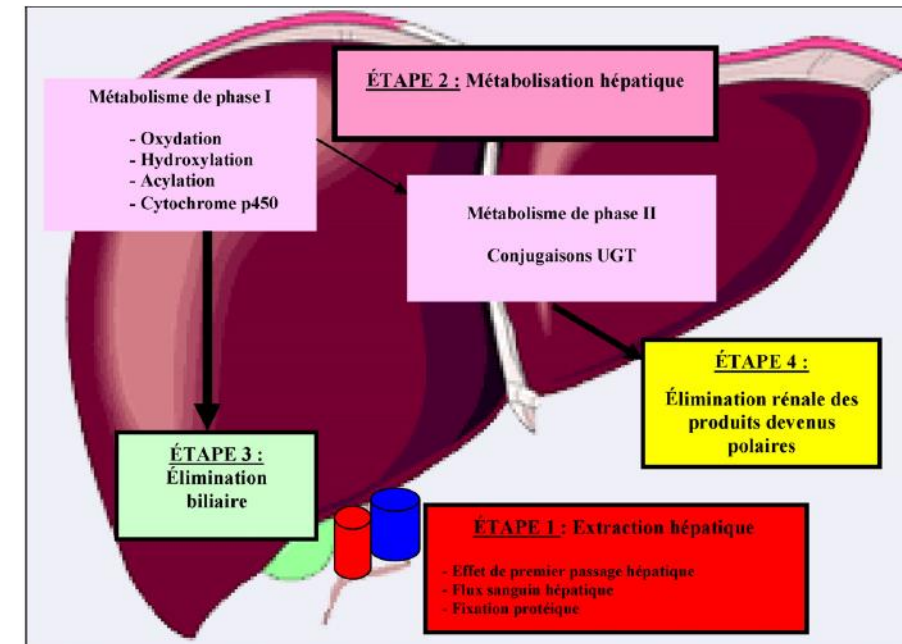 ÉTAPE 2 : Métabolisation hépatique
Métabolisme de phase I
- Oxydation
- Hydroxylation
- Acylation
- Cytochrome p450
Métabolisme de phase II
Conjugaisons UGT
ÉTAPE 4 :
Élimination rénale des
produits devenus
polaires
ÉTAPE 3 :
Élimination
biliaire
ÉTAPE 1 : Extraction hépatique
- Effet de premier passage hépatique
- Flux sanguin hépatique
- Fixation protéique